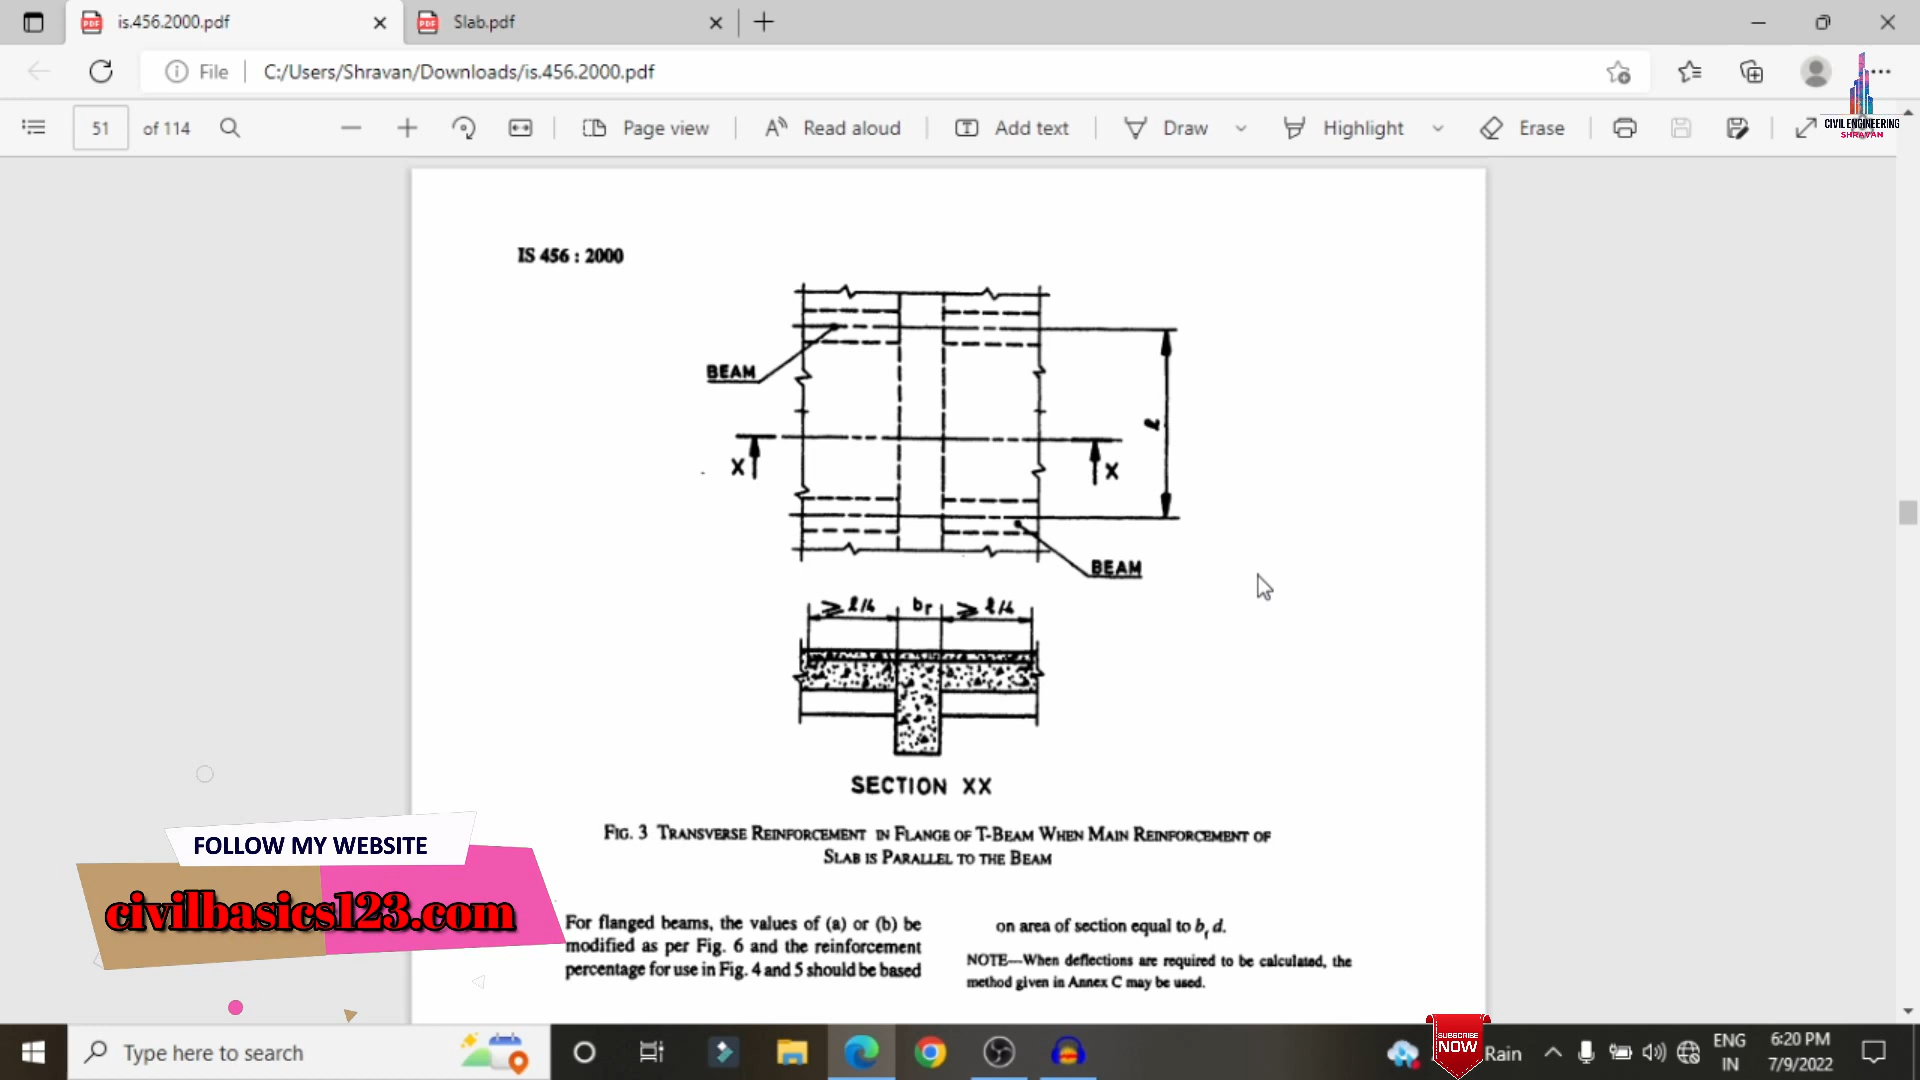 is.456.2000.pdf
Slab.pdf
File
C:/Users/Shravan/Downloads/is.456.2000.pdf
CIVIL ENGINEERING
SHRAVAN
51 of 114
Page view
Read aloud
Add text
Draw
Highlight
Erase
IS 456 : 2000
BEAM
ℓ
X
X
BEAM
≥ ℓ/4
bf
≥ ℓ/4
SECTION XX
FIG. 3 TRANSVERSE REINFORCEMENT IN FLANGE OF T-BEAM WHEN MAIN REINFORCEMENT OF
SLAB IS PARALLEL TO THE BEAM
For flanged beams, the values of (a) or (b) be
modified as per Fig. 6 and the reinforcement
percentage for use in Fig. 4 and 5 should be based
on area of section equal to bf d.
NOTE—When deflections are required to be calculated, the
method given in Annex C may be used.
FOLLOW MY WEBSITE
civilbasics123.com
Type here to search
SUBSCRIBE
NOW
Rain
ENG
IN
6:20 PM
7/9/2022